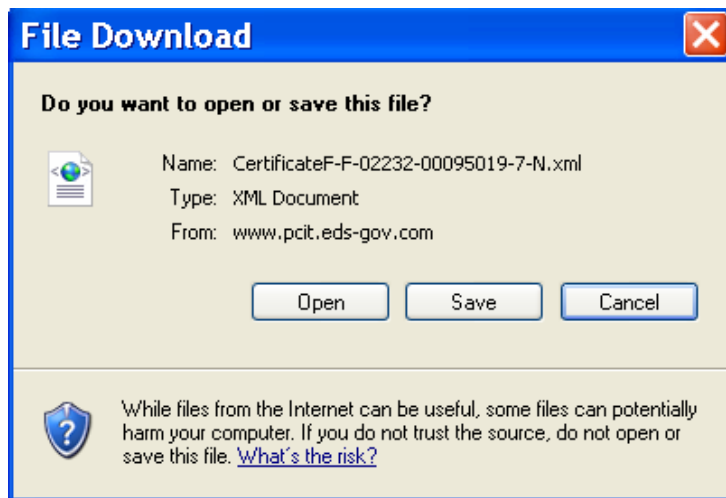 File Download
Do you want to open or save this file?
Name: CertificateF-F-02232-00095019-7-N.xml
Type: XML Document
From: www.pcit.eds-gov.com
Open Save Cancel
While files from the Internet can be useful, some files can potentially
harm your computer. If you do not trust the source, do not open or
save this file. What's the risk?